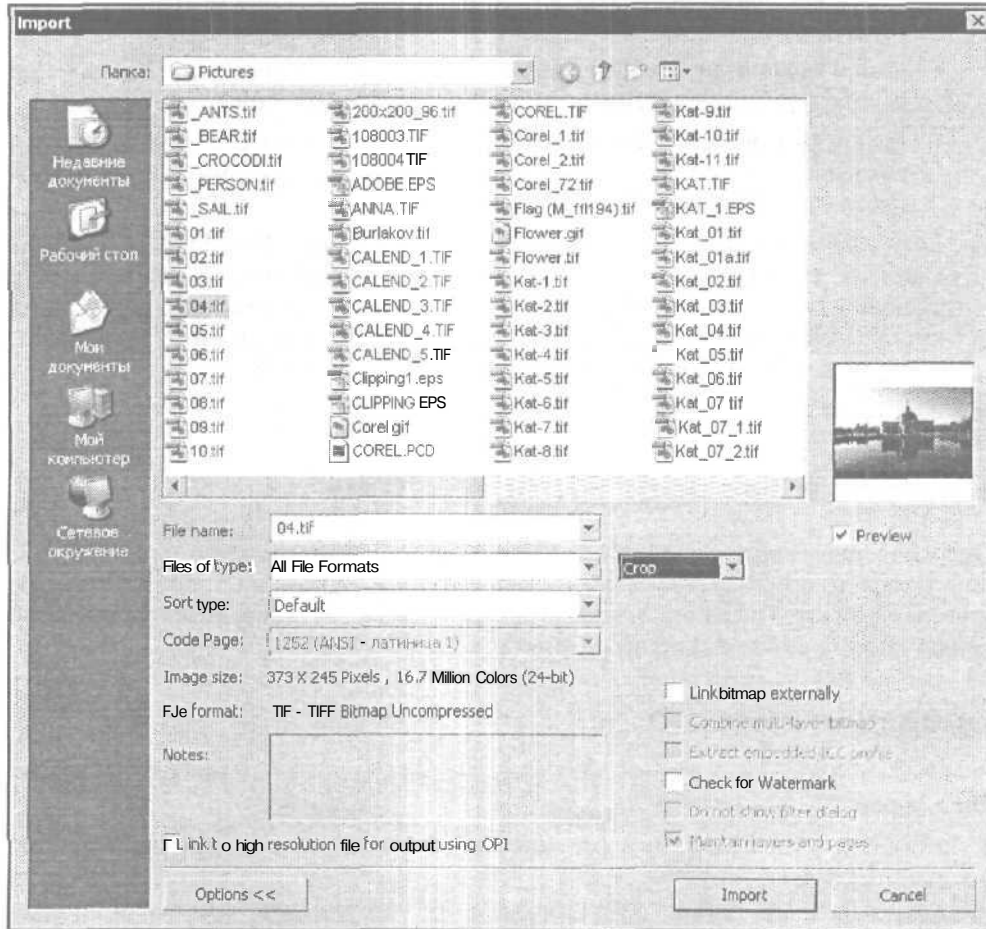 Import
Папка: Pictures
Недавние документы
Рабочий стол
Мои документы
Мой компьютер
Сетевое окружение
_ANTS.tif
_BEAR.tif
_CROCODI.tif
_PERSON.tif
_SAIL.tif
01.tif
02.tif
03.tif
04.tif
05.tif
06.tif
07.tif
08.tif
09.tif
10.tif
200x200_96.tif
108003.TIF
108004 TIF
ADOBE.EPS
ANNA.TIF
Burlakov.tif
CALEND_1.TIF
CALEND_2.TIF
CALEND_3.TIF
CALEND_4.TIF
CALEND_5.TIF
Clipping1.eps
CLIPPING EPS
Corel gif
COREL.PCD
COREL.TIF
Corel_1.tif
Corel_2.tif
Corel_72.tif
Flag (M_ffl194).tif
Flower.gif
Flower.tif
Kat-1.tif
Kat-2.tif
Kat-3.tif
Kat-4.tif
Kat-5.tif
Kat-6.tif
Kat-7.tif
Kat-8.tif
Kat-9.tif
Kat-10.tif
Kat-11.tif
KAT.TIF
KAT_1.EPS
Kat_01.tif
Kat_01a.tif
Kat_02.tif
Kat_03.tif
Kat_04.tif
Kat_05.tif
Kat_06.tif
Kat_07 tif
Kat_07_1.tif
Kat_07_2.tif
File name: 04.tif
Preview
Files of type: All File Formats
Crop
Sort type: Default
Code Page: 1252 (ANSI - латиница 1)
Image size: 373 X 245 Pixels , 16.7 Million Colors (24-bit)
FJe format: TIF - TIFF Bitmap Uncompressed
Notes:
Link bitmap externally
Combine multi-layer bitmap
Extract embedded ICC profile
Check for Watermark
Do not show filter dialog
Maintain layers and pages
Link t o high resolution file for output using OPI
Options <<
Import
Cancel